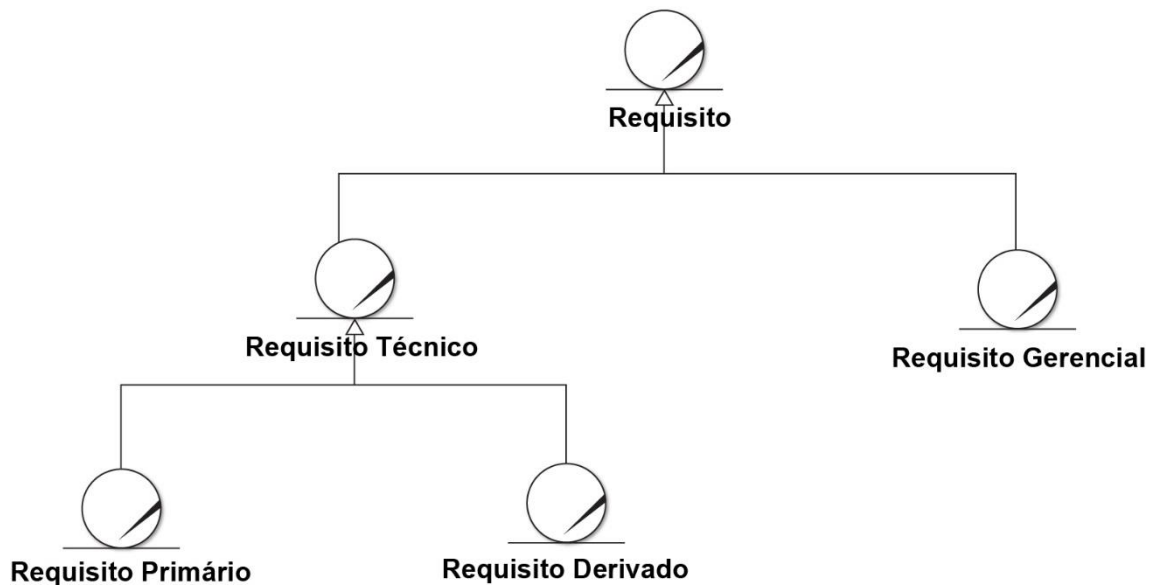 Requisito
Requisito Técnico
Requisito Gerencial
Requisito Primário
Requisito Derivado